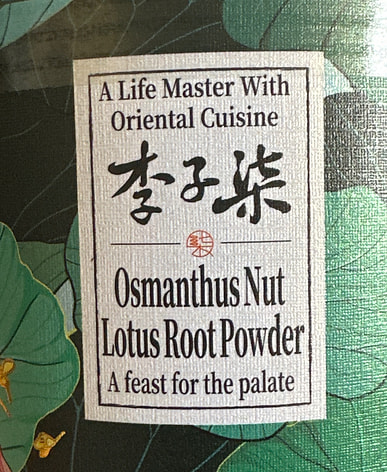 A Life Master With
Oriental Cuisine
李子柒
Osmanthus Nut
Lotus Root Powder
A feast for the palate